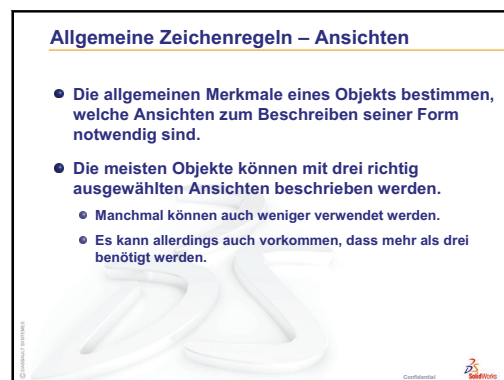 Allgemeine Zeichenregeln – Ansichten
Die allgemeinen Merkmale eines Objekts bestimmen,
welche Ansichten zum Beschreiben seiner Form
notwendig sind.
Die meisten Objekte können mit drei richtig
ausgewählten Ansichten beschrieben werden.
Manchmal können auch weniger verwendet werden.
Es kann allerdings auch vorkommen, dass mehr als drei
benötigt werden.
© DASSAULT SYSTEMES
Confidential
SolidWorks